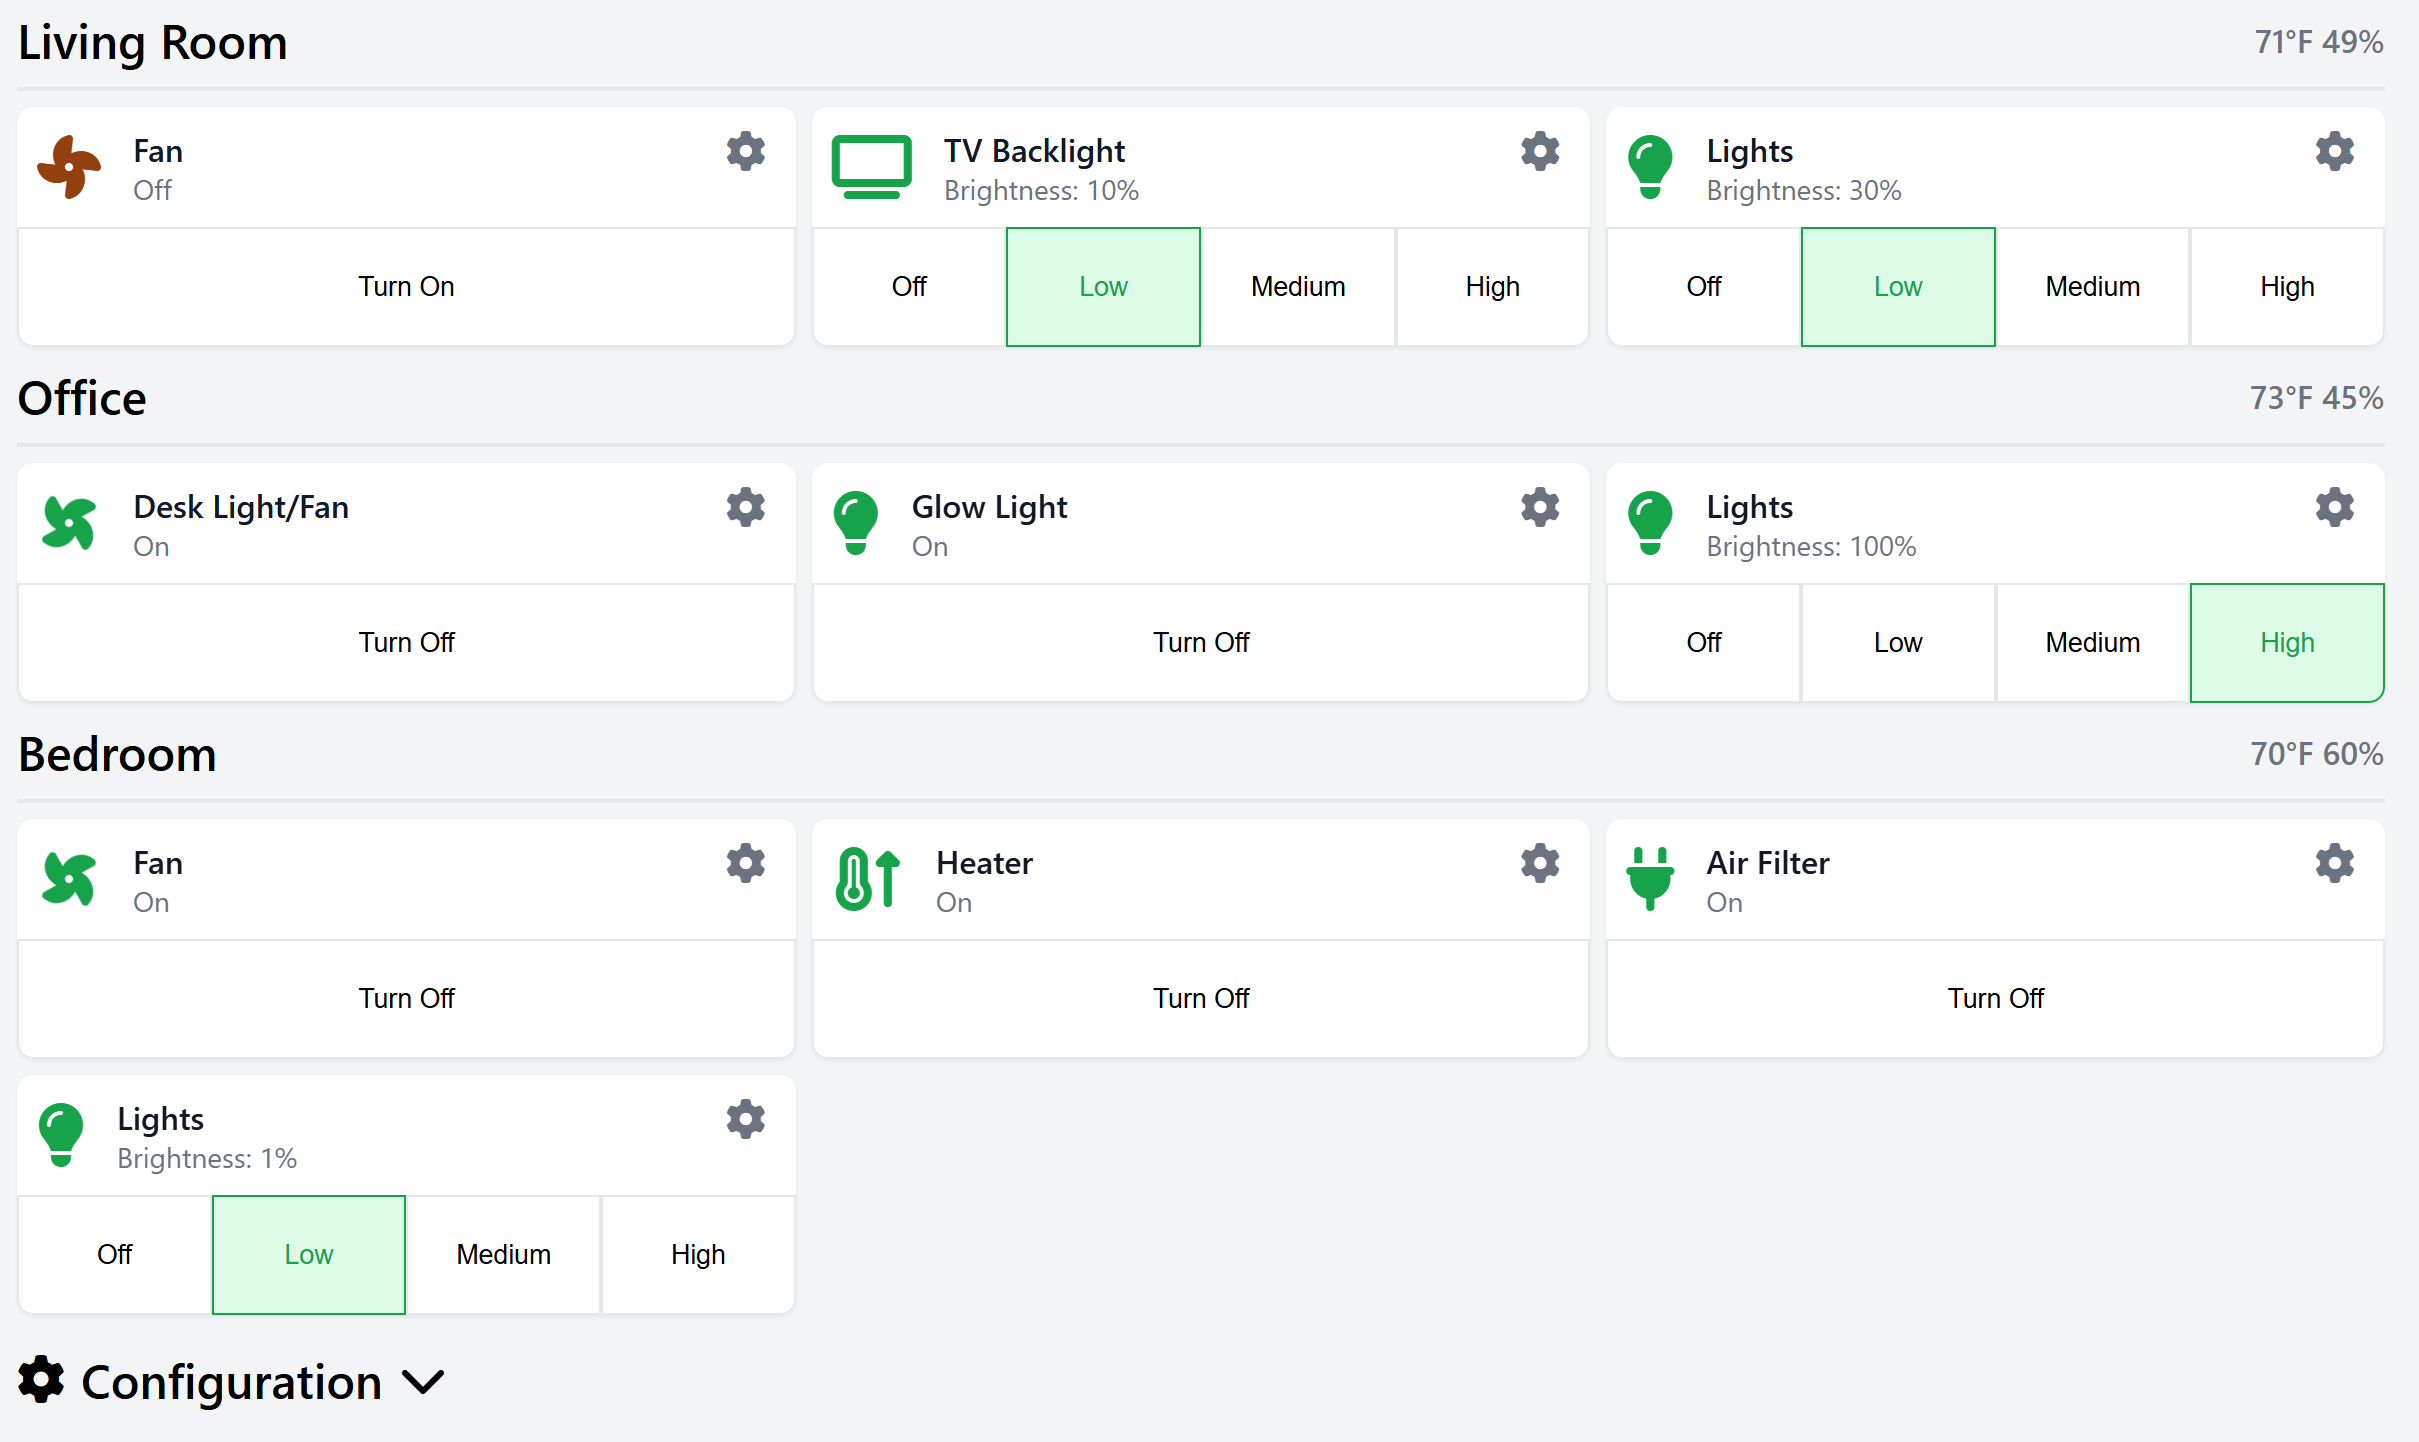 Living Room 71°F 49%
Fan
Off
Turn On
TV Backlight
Brightness: 10%
Off Low Medium High
Lights
Brightness: 30%
Off Low Medium High
Office 73°F 45%
Desk Light/Fan
On
Turn Off
Glow Light
On
Turn Off
Lights
Brightness: 100%
Off Low Medium High
Bedroom 70°F 60%
Fan
On
Turn Off
Heater
On
Turn Off
Air Filter
On
Turn Off
Lights
Brightness: 1%
Off Low Medium High
Configuration